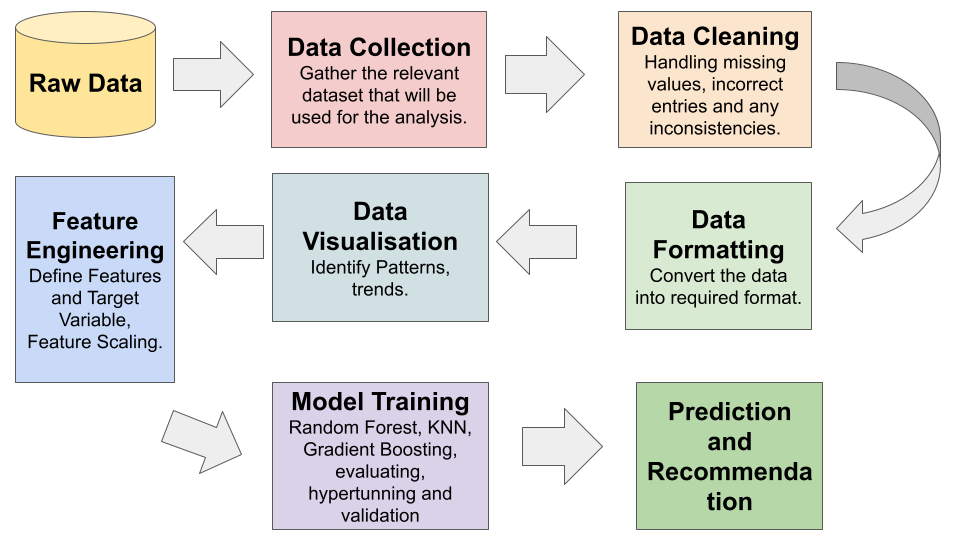 Raw Data
Data Collection
Gather the relevant
dataset that will be
used for the analysis.
Data Cleaning
Handling missing
values, incorrect
entries and any
inconsistencies.
Data
Formatting
Convert the data
into required format.
Data
Visualisation
Identify Patterns,
trends.
Feature
Engineering
Define Features
and Target
Variable,
Feature Scaling.
Model Training
Random Forest, KNN,
Gradient Boosting,
evaluating,
hypertunning and
validation
Prediction
and
Recommenda
tion